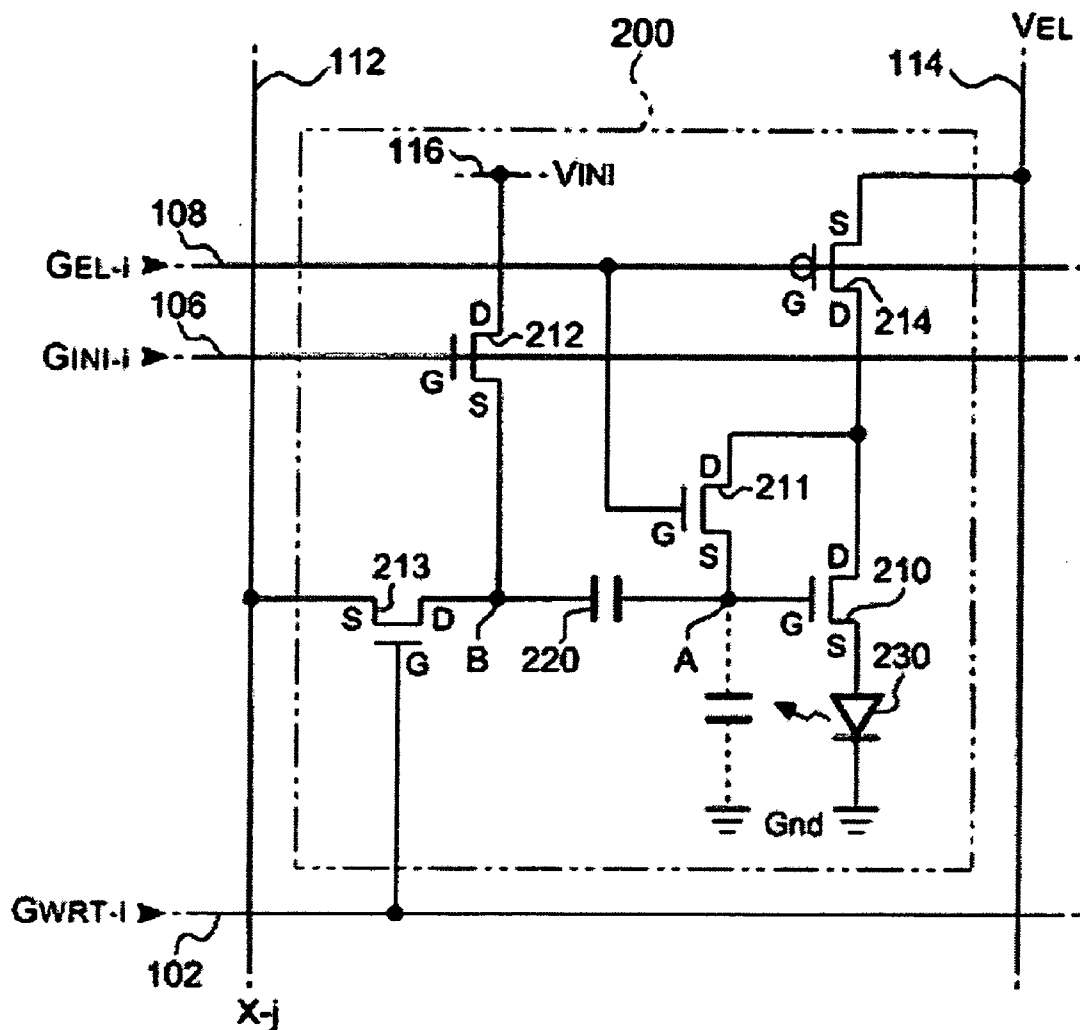 VEL
112
200
114
116
VINI
108
GEL-i
S
G
D
214
106
GINI-i
D
212
G
S
D
211
G
S
213
S
D
G
B
220
A
D
210
G
S
230
Gnd
GWRT-i
102
X-j